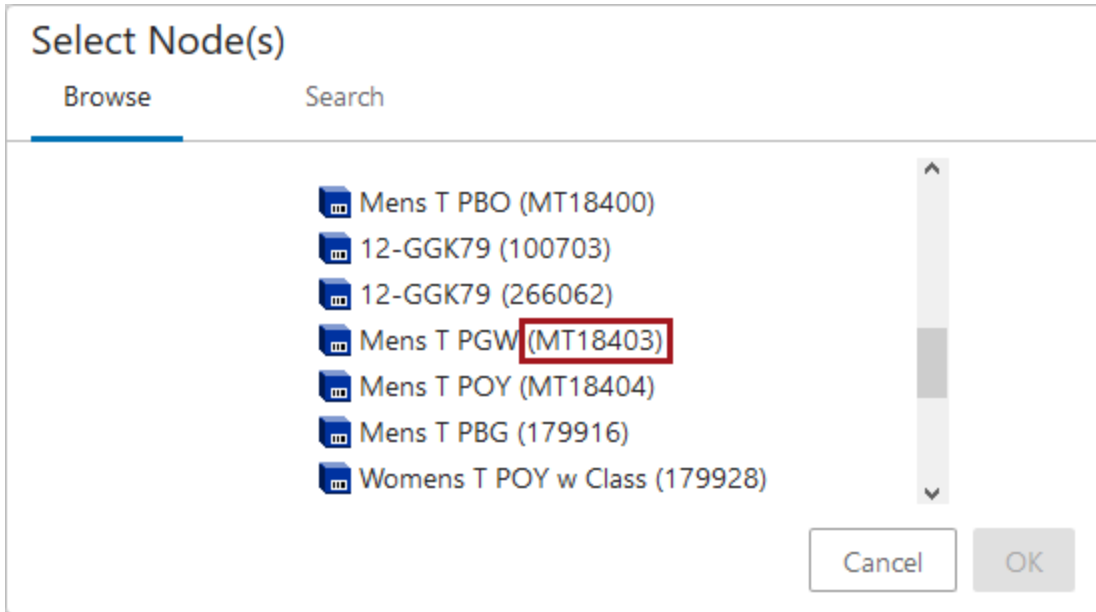 Select Node(s)
Browse Search
Mens T PBO (MT18400)
12-GGK79 (100703)
12-GGK79 (266062)
Mens T PGW (MT18403)
Mens T POY (MT18404)
Mens T PBG (179916)
Womens T POY w Class (179928)
Cancel OK